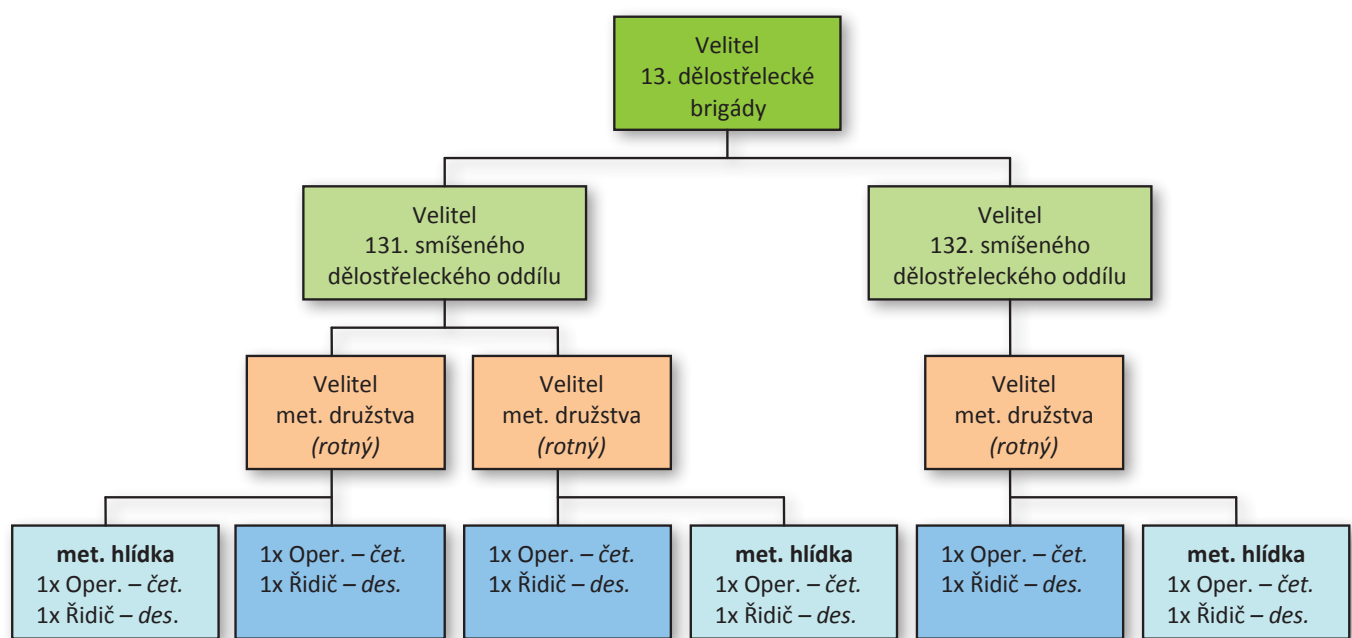 Velitel
13. dělostřelecké
brigády
Velitel
131. smíšeného
dělostřeleckého oddílu
Velitel
132. smíšeného
dělostřeleckého oddílu
Velitel
met. družstva
(rotný)
Velitel
met. družstva
(rotný)
Velitel
met. družstva
(rotný)
met. hlídka
1x Oper. – čet.
1x Řidič – des.
1x Oper. – čet.
1x Řidič – des.
1x Oper. – čet.
1x Řidič – des.
met. hlídka
1x Oper. – čet.
1x Řidič – des.
1x Oper. – čet.
1x Řidič – des.
met. hlídka
1x Oper. – čet.
1x Řidič – des.